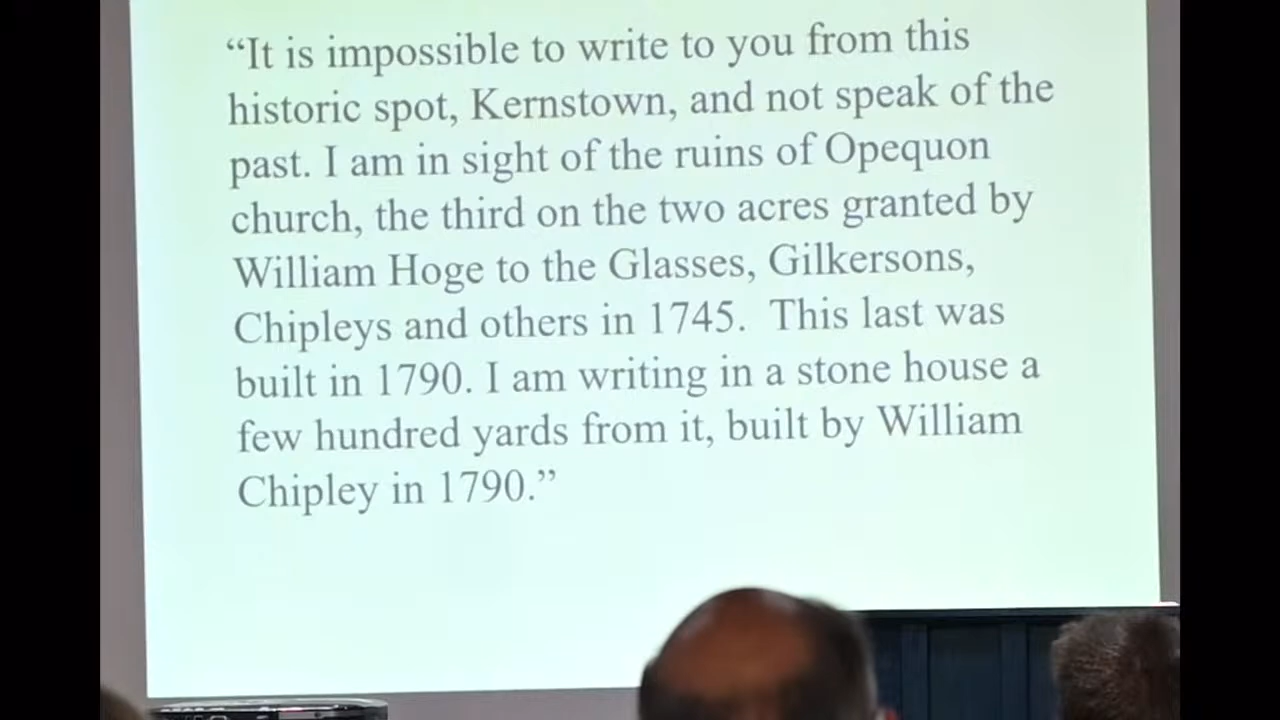 “It is impossible to write to you from this
historic spot, Kernstown, and not speak of the
past. I am in sight of the ruins of Opequon
church, the third on the two acres granted by
William Hoge to the Glasses, Gilkersons,
Chipleys and others in 1745.  This last was
built in 1790. I am writing in a stone house a
few hundred yards from it, built by William
Chipley in 1790.”